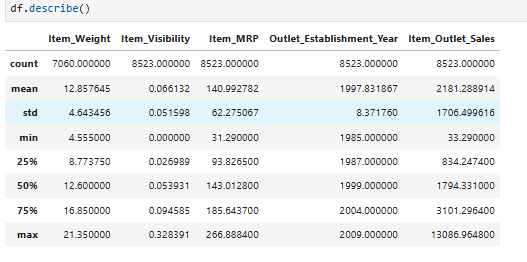 df.describe()
Item_Weight Item_Visibility Item_MRP Outlet_Establishment_Year Item_Outlet_Sales
count 7060.000000 8523.000000 8523.000000 8523.000000 8523.000000
mean 12.857645 0.066132 140.992782 1997.831867 2181.288914
std 4.643456 0.051598 62.275067 8.371760 1706.499616
min 4.555000 0.000000 31.290000 1985.000000 33.290000
25% 8.773750 0.026989 93.826500 1987.000000 834.247400
50% 12.600000 0.053931 143.012800 1999.000000 1794.331000
75% 16.850000 0.094585 185.643700 2004.000000 3101.296400
max 21.350000 0.328391 266.888400 2009.000000 13086.964800